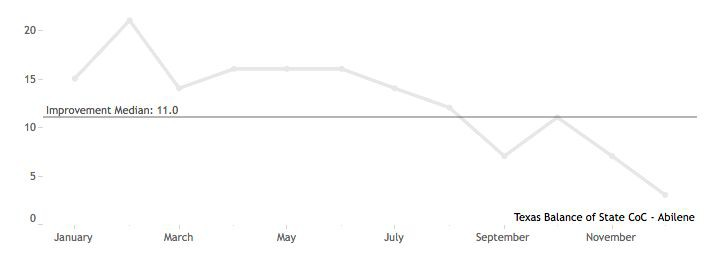 20
15
Improvement Median: 11.0
10
5
0
Texas Balance of State CoC - Abilene
January March May July September November